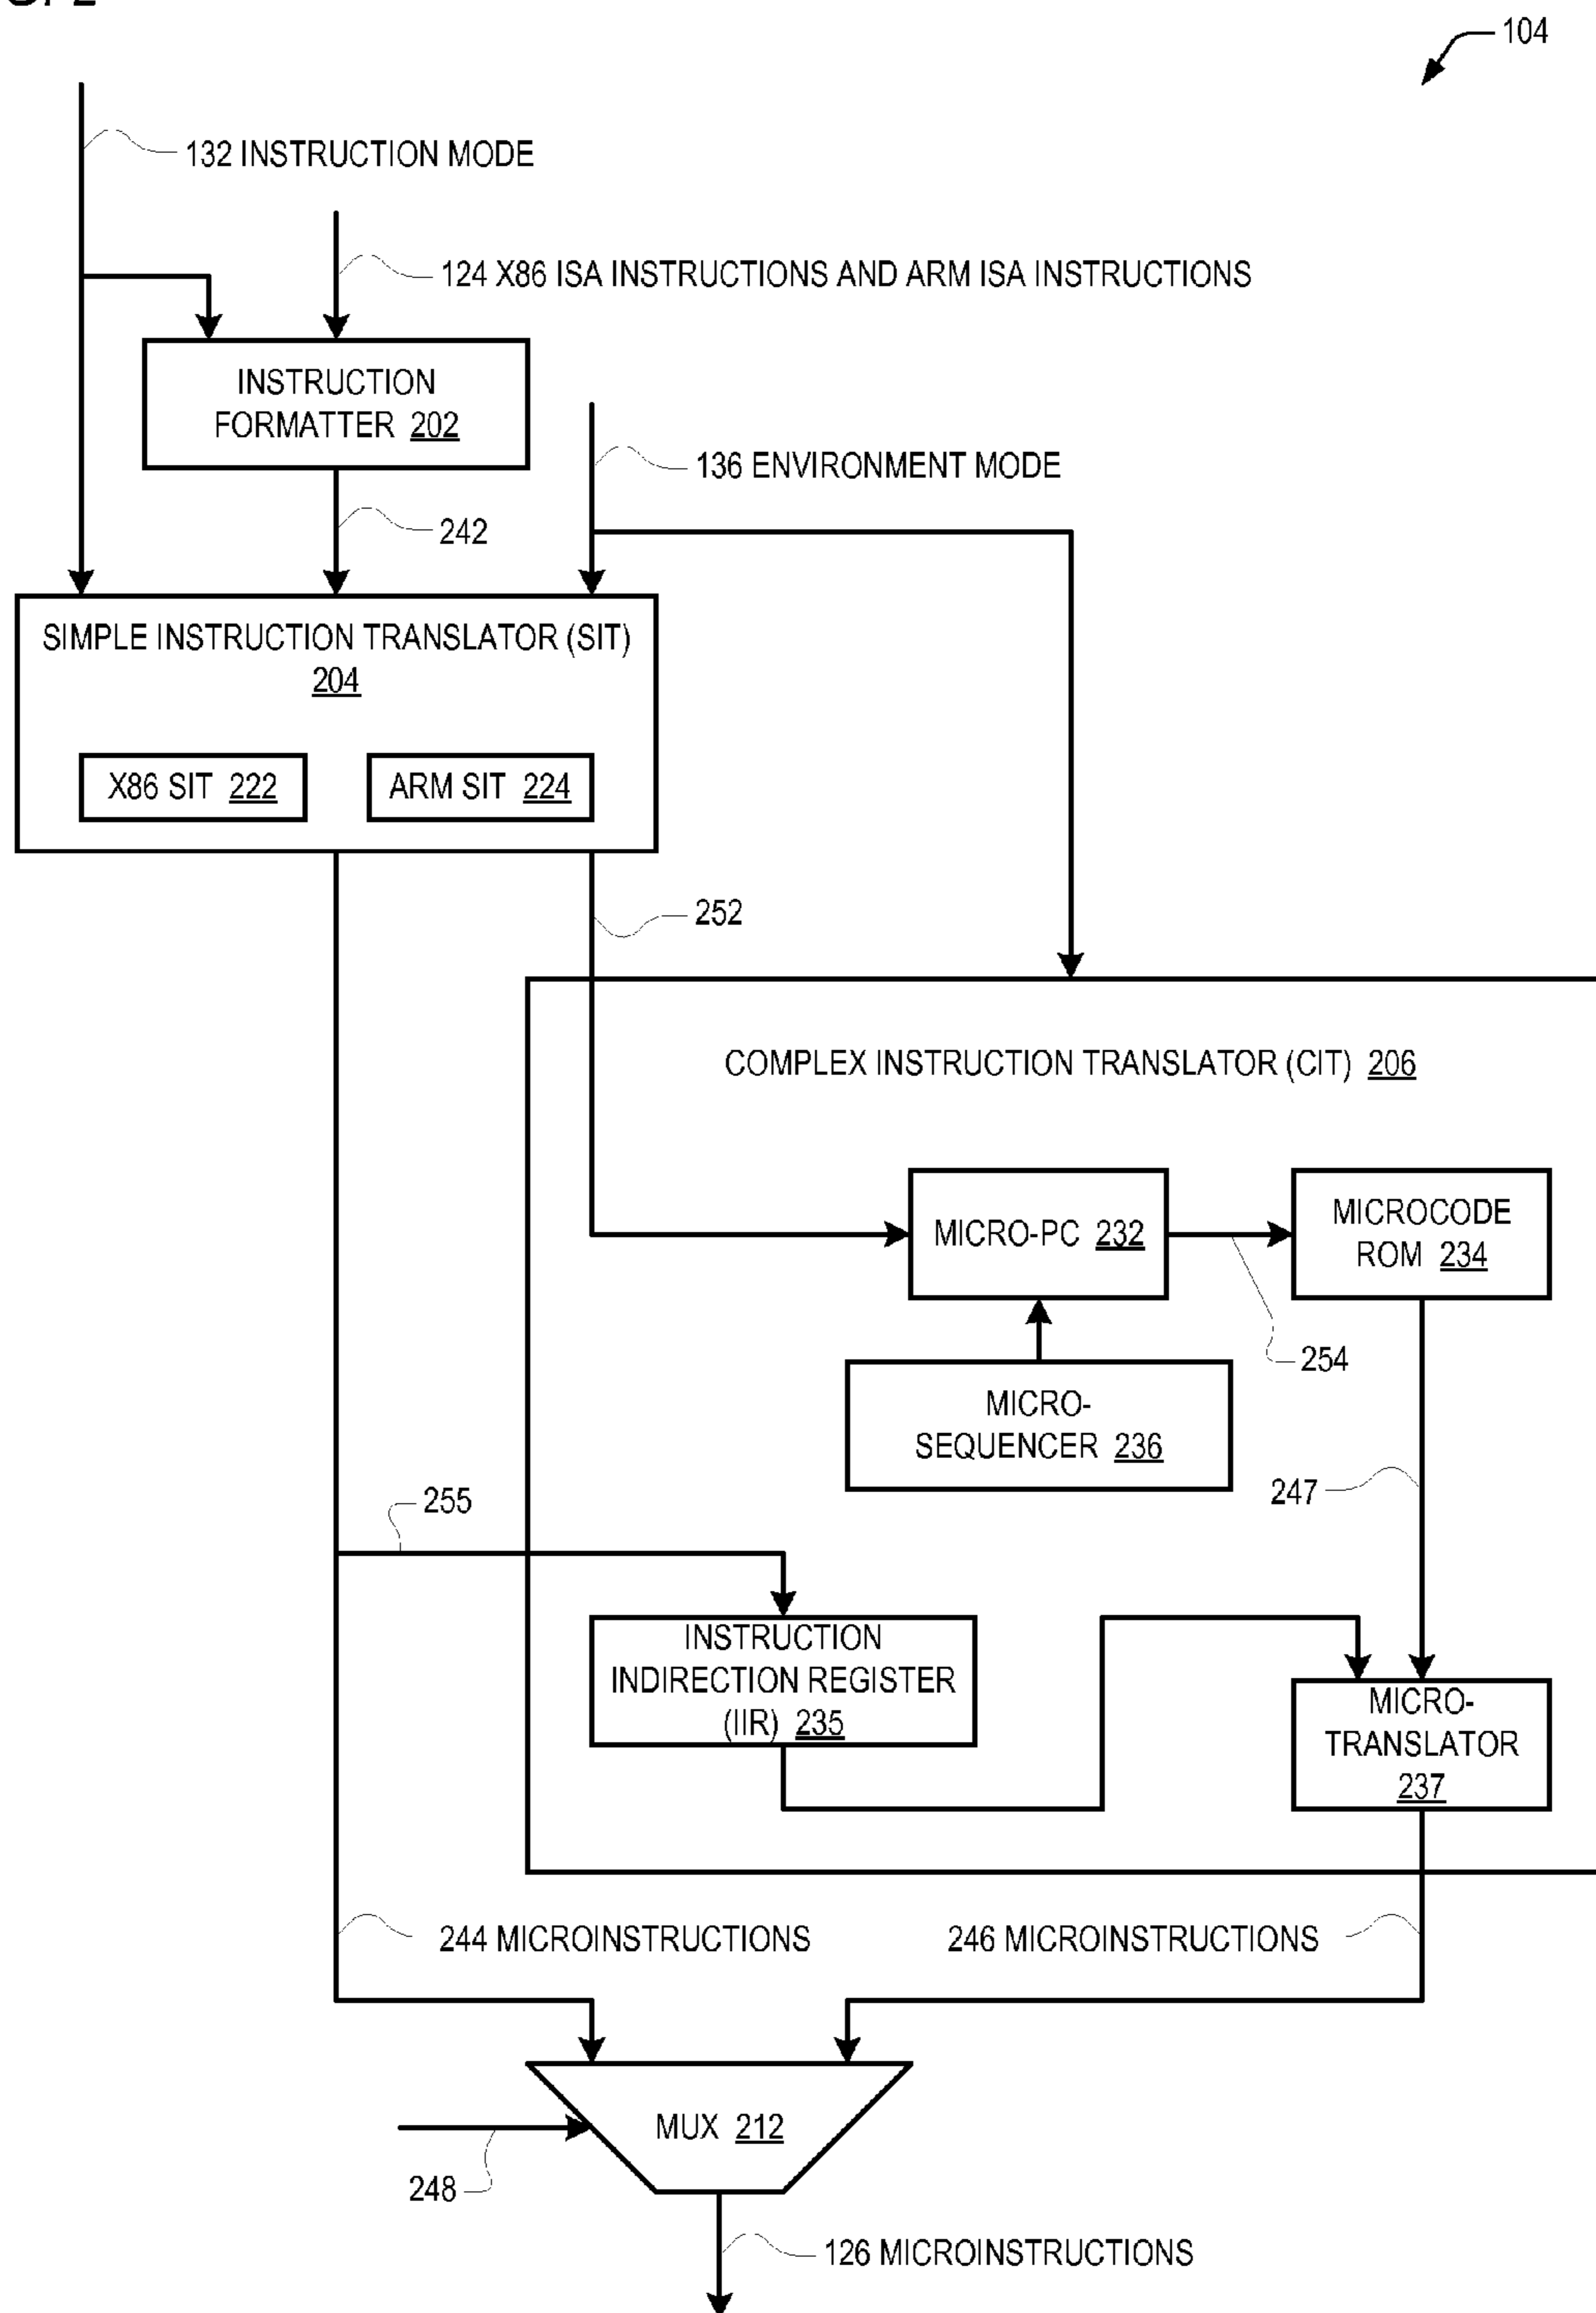 104
132 INSTRUCTION MODE
124 X86 ISA INSTRUCTIONS AND ARM ISA INSTRUCTIONS
INSTRUCTION
FORMATTER 202
136 ENVIRONMENT MODE
242
SIMPLE INSTRUCTION TRANSLATOR (SIT)
204
X86 SIT 222
ARM SIT 224
252
COMPLEX INSTRUCTION TRANSLATOR (CIT) 206
MICRO-PC 232
MICROCODE
ROM 234
254
MICRO-
SEQUENCER 236
247
255
INSTRUCTION
INDIRECTION REGISTER
(IIR) 235
MICRO-
TRANSLATOR
237
244 MICROINSTRUCTIONS
246 MICROINSTRUCTIONS
MUX 212
248
126 MICROINSTRUCTIONS